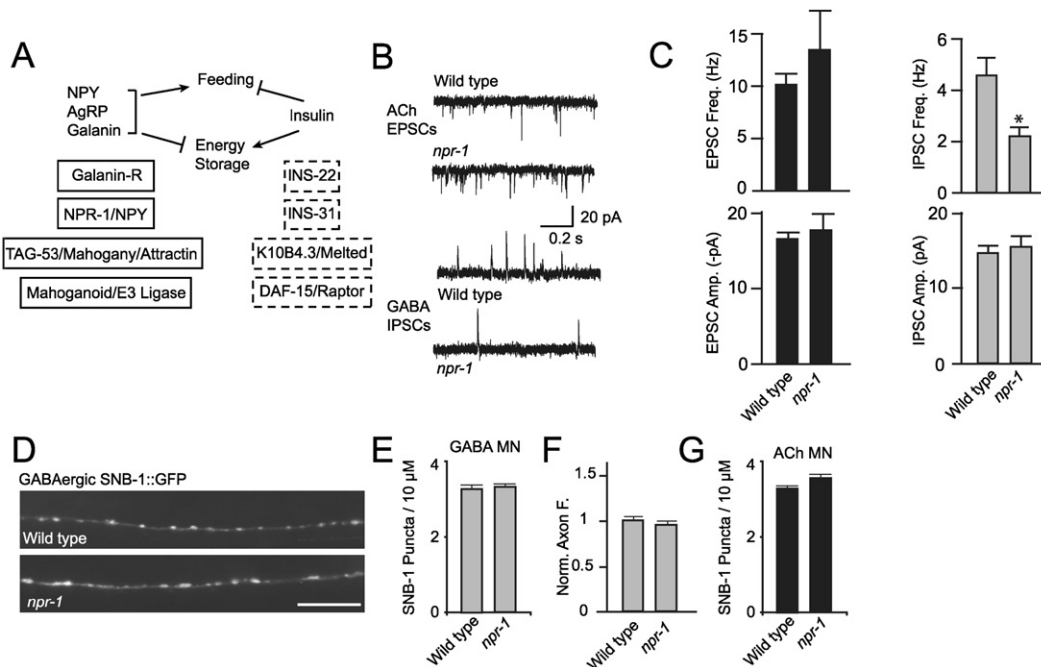 A
NPY
AgRP
Galanin
Feeding
Insulin
Energy
Storage
Galanin-R
NPR-1/NPY
TAG-53/Mahogany/Attractin
Mahoganoid/E3 Ligase
INS-22
INS-31
K10B4.3/Melted
DAF-15/Raptor
B
Wild type
ACh
EPSCs
npr-1
20 pA
0.2 s
Wild type
GABA
IPSCs
npr-1
C
EPSC Freq. (Hz)
15
10
5
0
IPSC Freq. (Hz)
6
4
2
0
*
EPSC Amp. (-pA)
20
10
0
Wild type
npr-1
IPSC Amp. (pA)
20
10
0
Wild type
npr-1
D
GABAergic SNB-1::GFP
Wild type
npr-1
E
GABA MN
SNB-1 Puncta / 10 µM
4
2
0
Wild type
npr-1
F
Norm. Axon F.
1.5
1
0.5
0
Wild type
npr-1
G
ACh MN
SNB-1 Puncta / 10 µM
4
2
0
Wild type
npr-1